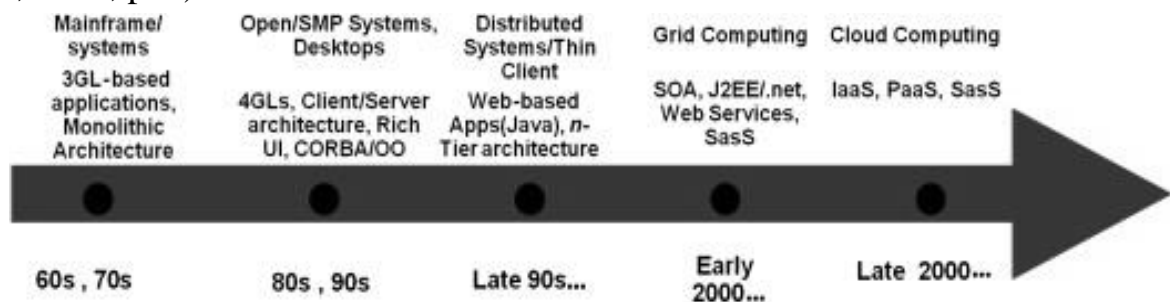 Mainframe/
systems
3GL-based
applications,
Monolithic
Architecture
Open/SMP Systems,
Desktops
4GLs, Client/Server
architecture, Rich
UI, CORBA/OO
Distributed
Systems/Thin
Client
Web-based
Apps(Java), n-
Tier architecture
Grid Computing
SOA, J2EE/.net,
Web Services,
SasS
Cloud Computing
IaaS, PaaS, SasS
60s , 70s
80s , 90s
Late 90s...
Early
2000...
Late 2000...